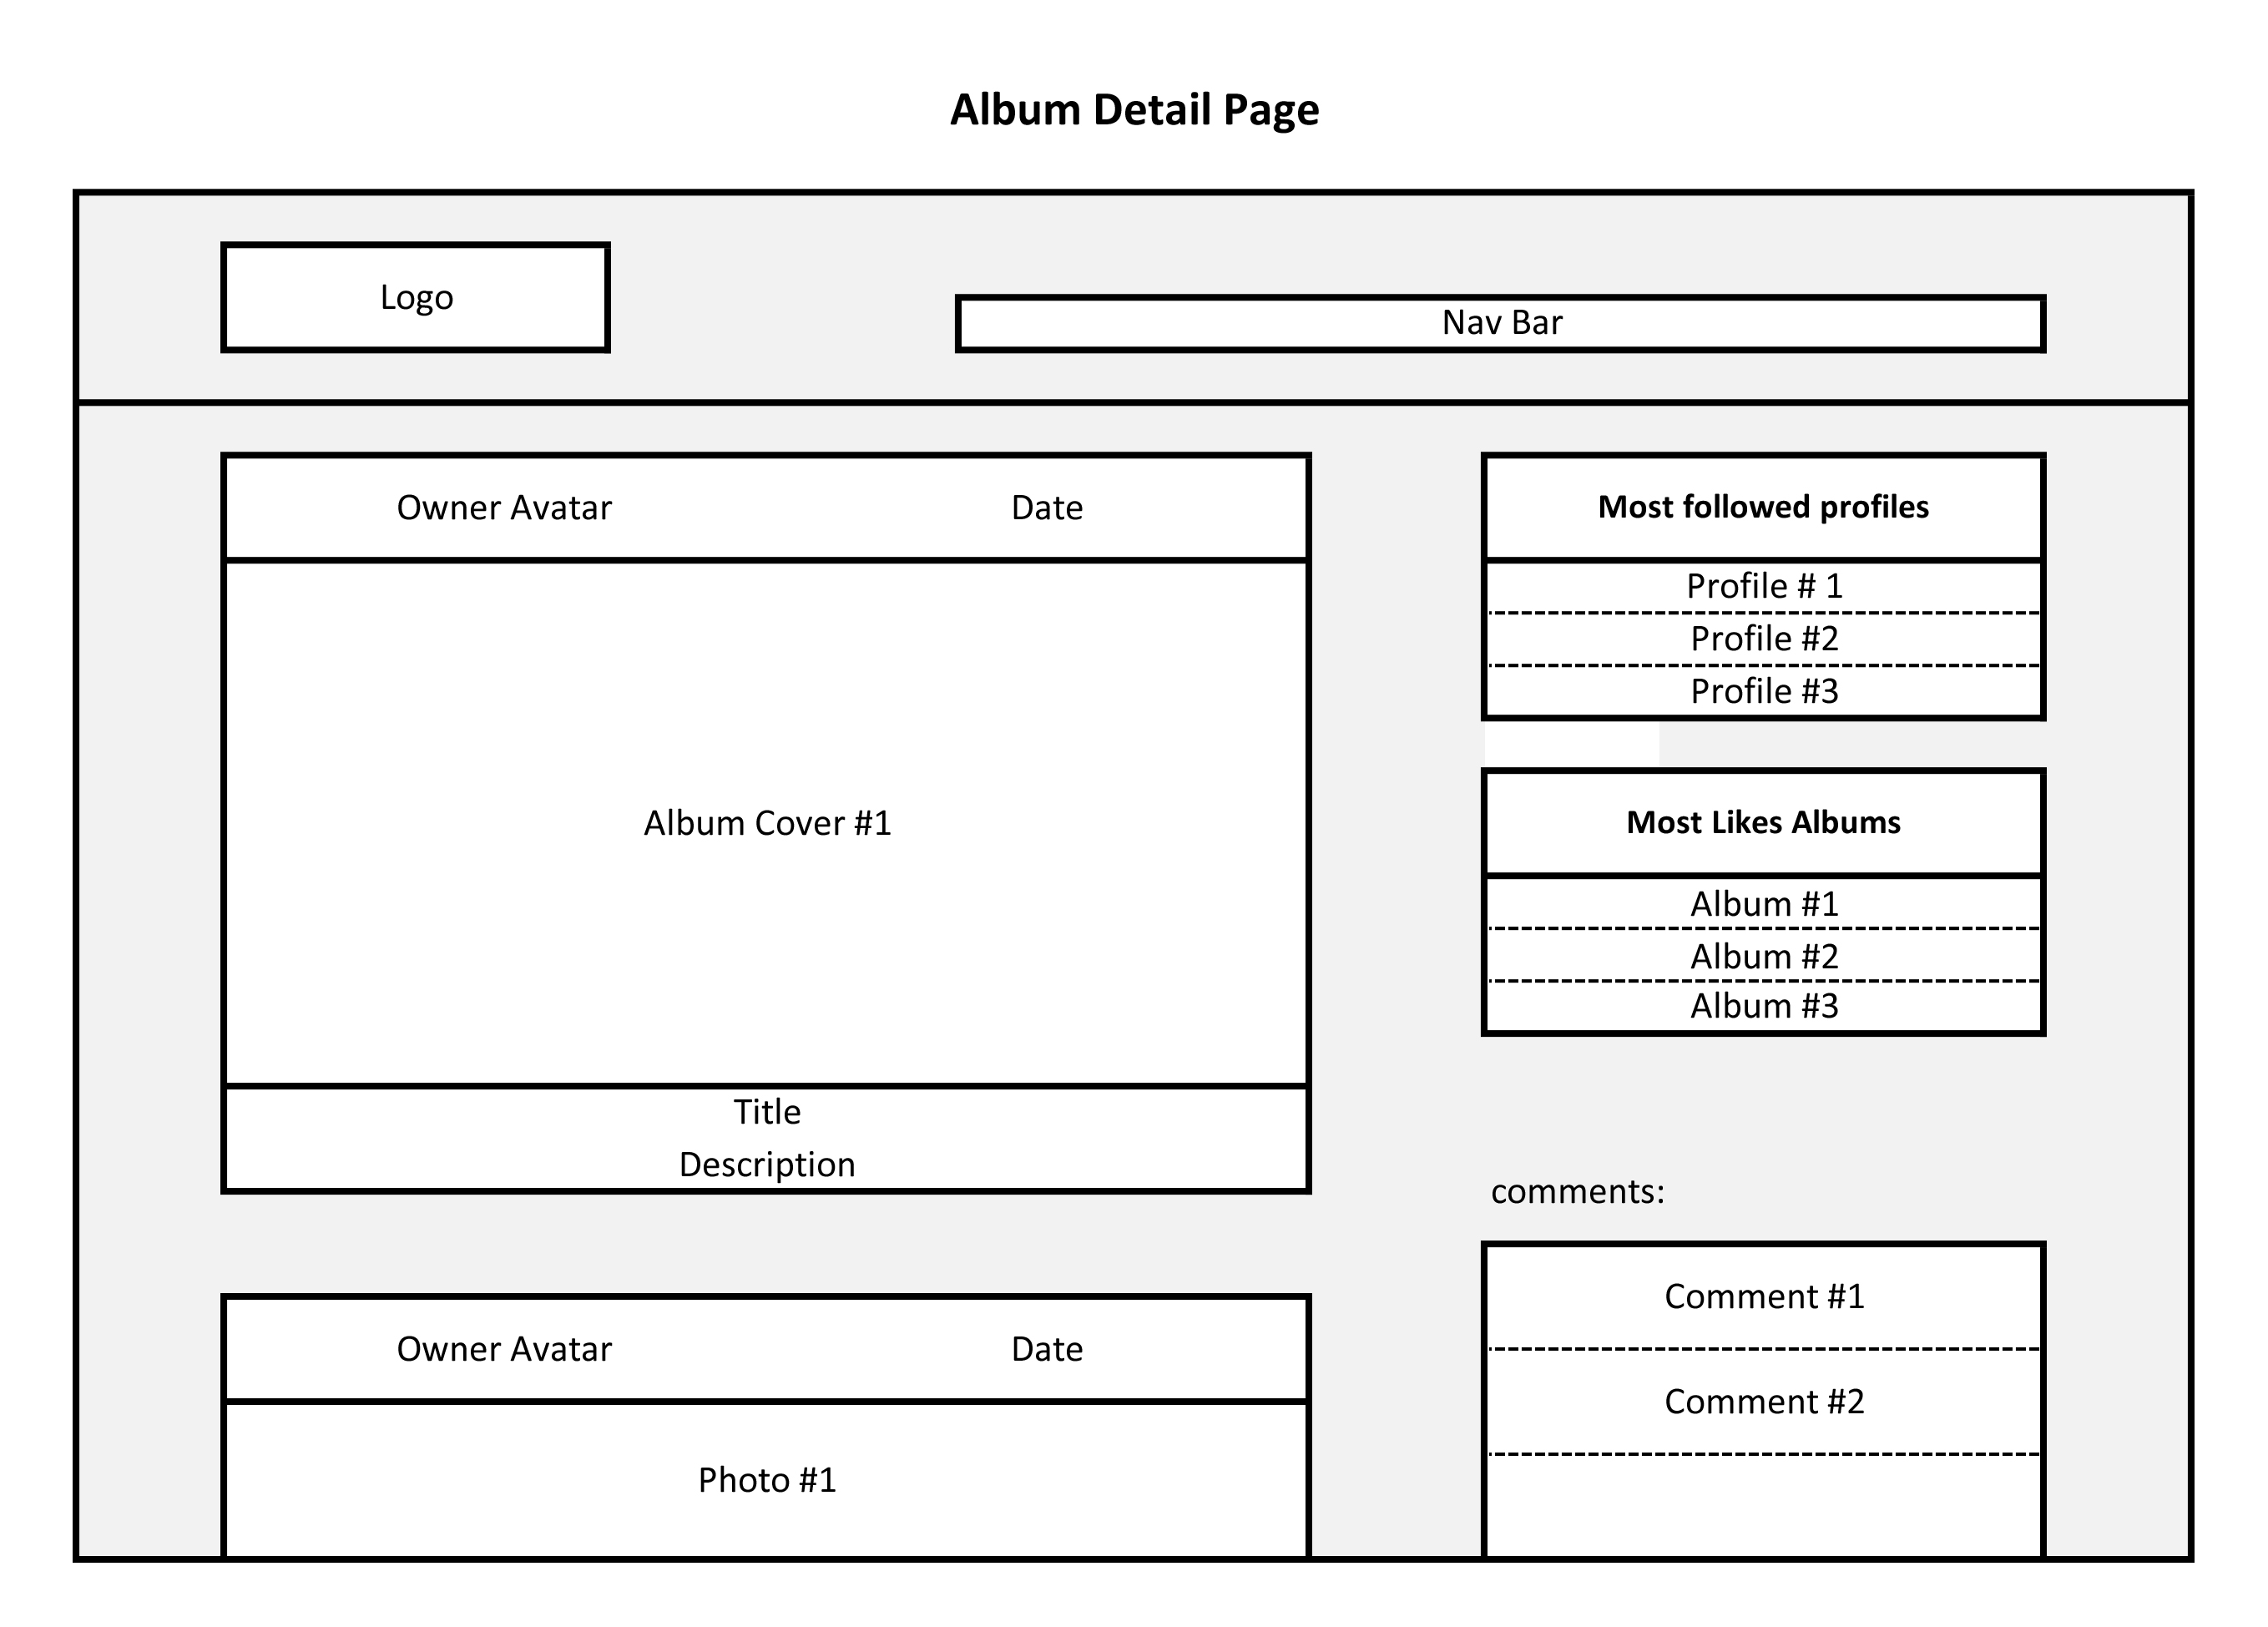 Album Detail Page
Logo
Nav Bar
Owner Avatar Date
Album Cover #1
Title
Description
Owner Avatar Date
Photo #1
Most followed profiles
Profile # 1
Profile #2
Profile #3
Most Likes Albums
Album #1
Album #2
Album #3
comments:
Comment #1
Comment #2